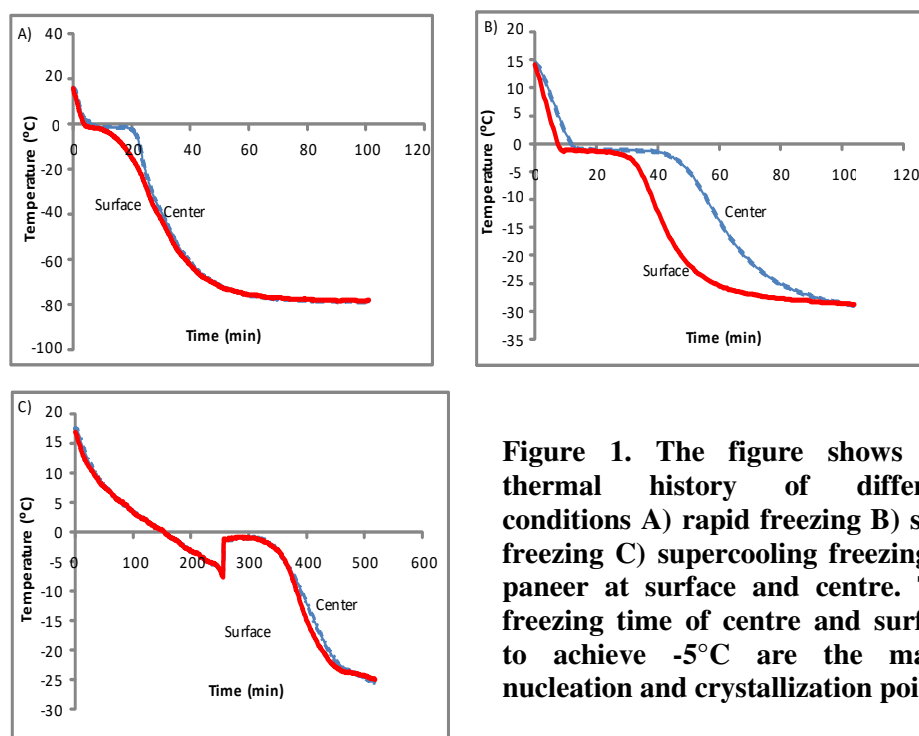 A)
40
20
0
-20
-40
-60
-80
-100
0 20 40 60 80 100 120
Temperature (°C)
Surface
Center
Time (min)
B)
20
15
10
5
0
-5
-10
-15
-20
-25
-30
-35
0 20 40 60 80 100 120
Temperature (°C)
Center
Surface
Time (min)
C)
20
15
10
5
0
-5
-10
-15
-20
-25
-30
0 100 200 300 400 500 600
Temperature (°C)
Center
Surface
Time (min)
Figure 1. The figure shows
thermal history of differ
conditions A) rapid freezing B) s
freezing C) supercooling freezing
paneer at surface and centre. T
freezing time of centre and surf
to achieve -5°C are the ma
nucleation and crystallization poi